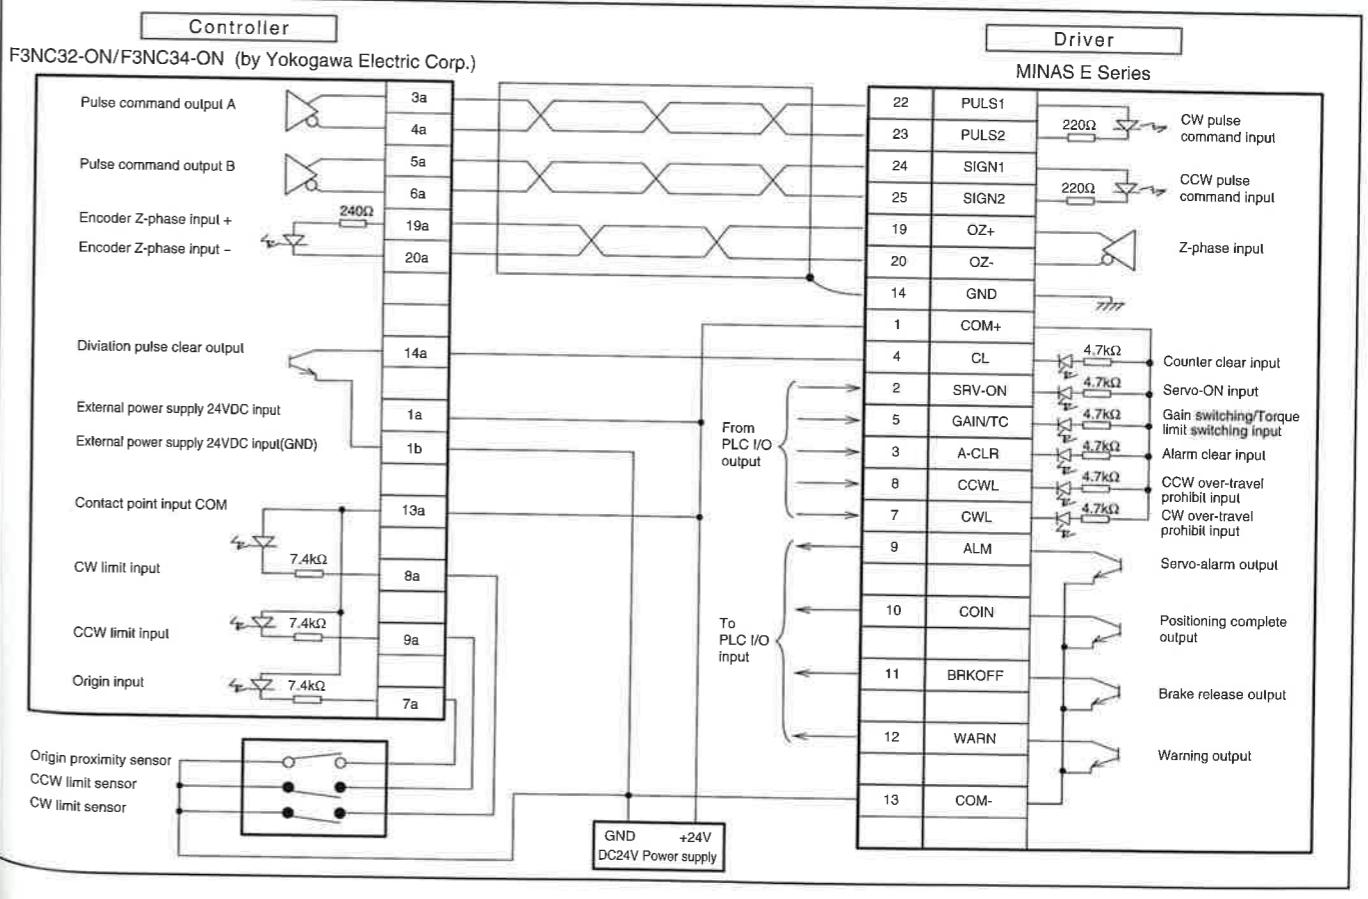 Controller
F3NC32-ON/F3NC34-ON (by Yokogawa Electric Corp.)
Driver
MINAS E Series
Pulse command output A
3a
4a
Pulse command output B
5a
6a
Encoder Z-phase input +
240Ω
19a
Encoder Z-phase input −
20a
Diviation pulse clear output
14a
External power supply 24VDC input
1a
External power supply 24VDC input(GND)
1b
Contact point input COM
13a
CW limit input
7.4kΩ
8a
CCW limit input
7.4kΩ
9a
Origin input
7.4kΩ
7a
Origin proximity sensor
CCW limit sensor
CW limit sensor
GND +24V
DC24V Power supply
From
PLC I/O
output
To
PLC I/O
input
22 PULS1
23 PULS2
220Ω
CW pulse
command input
24 SIGN1
25 SIGN2
220Ω
CCW pulse
command input
19 OZ+
20 OZ-
Z-phase input
14 GND
1 COM+
4 CL
4.7kΩ
Counter clear input
2 SRV-ON
4.7kΩ
Servo-ON input
5 GAIN/TC
4.7kΩ
Gain switching/Torque
limit switching input
3 A-CLR
4.7kΩ
Alarm clear input
8 CCWL
4.7kΩ
CCW over-travel
prohibit input
7 CWL
4.7kΩ
CW over-travel
prohibit input
9 ALM
Servo-alarm output
10 COIN
Positioning complete
output
11 BRKOFF
Brake release output
12 WARN
Warning output
13 COM-